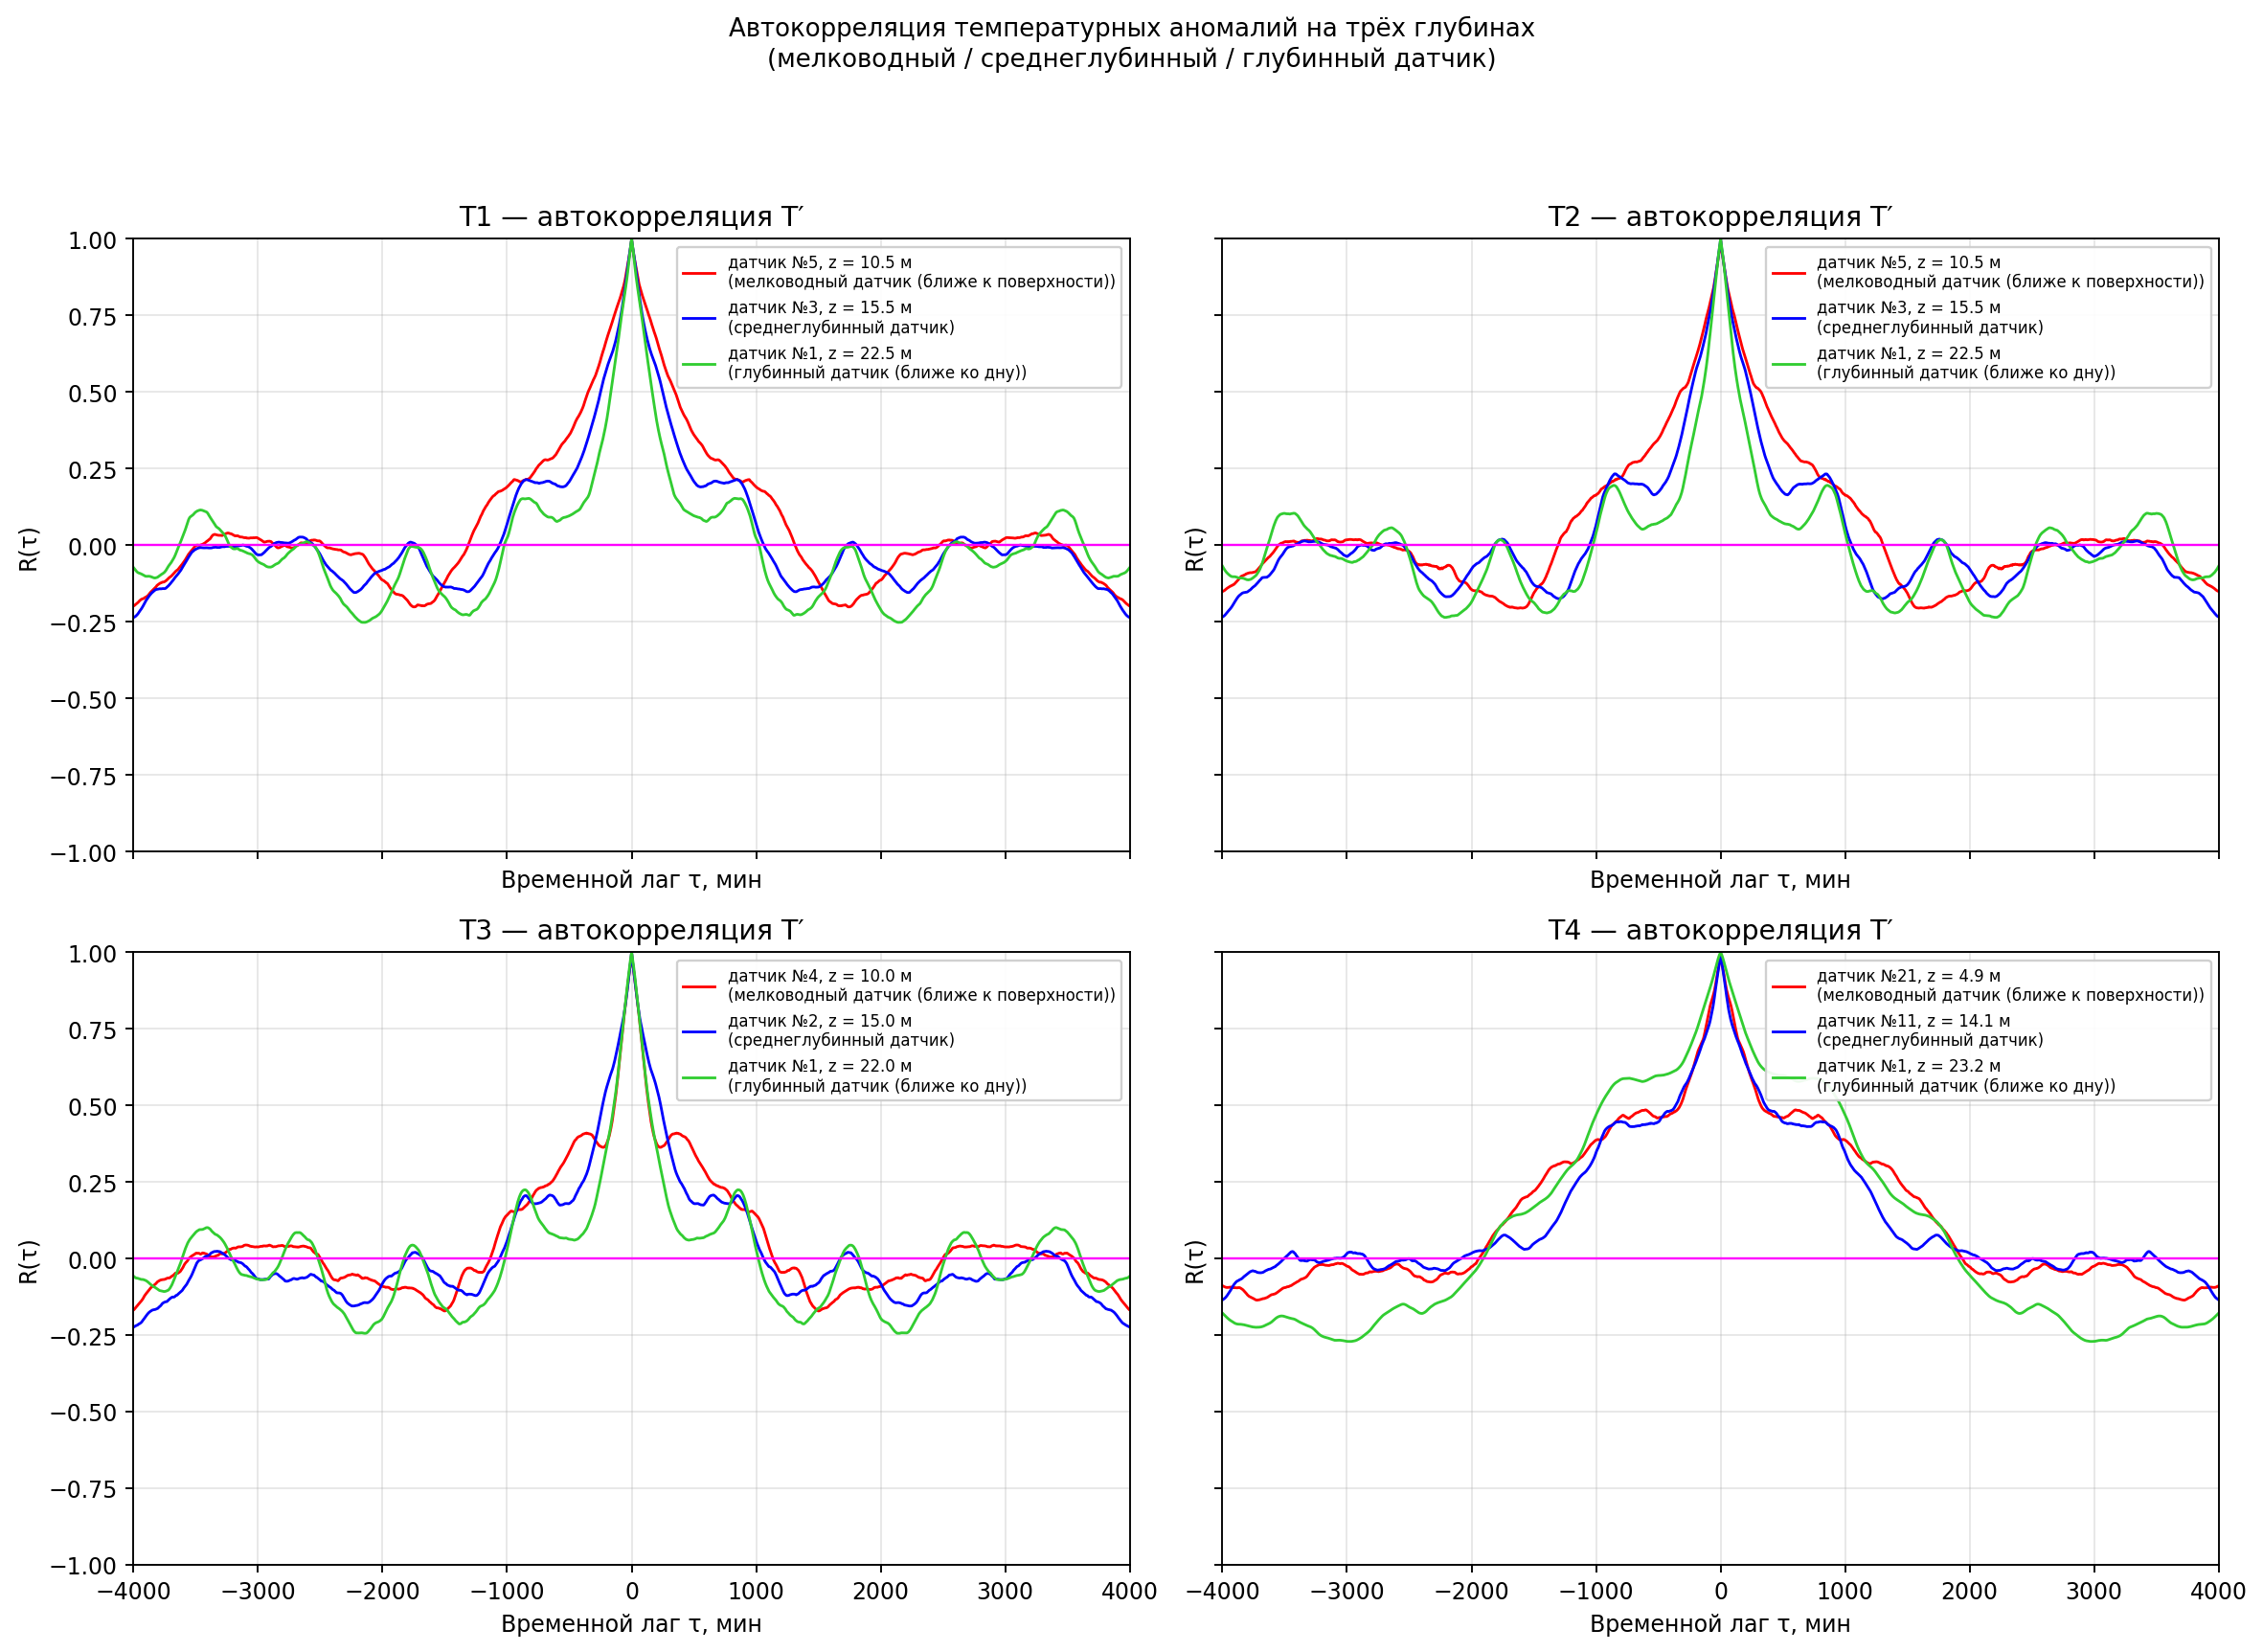 Автокорреляция температурных аномалий на трёх глубинах
(мелководный / среднеглубинный / глубинный датчик)
T1 — автокорреляция T′
R(τ)
1.00
0.75
0.50
0.25
0.00
−0.25
−0.50
−0.75
−1.00
датчик №5, z = 10.5 м
(мелководный датчик (ближе к поверхности))
датчик №3, z = 15.5 м
(среднеглубинный датчик)
датчик №1, z = 22.5 м
(глубинный датчик (ближе ко дну))
Временной лаг τ, мин
T2 — автокорреляция T′
R(τ)
датчик №5, z = 10.5 м
(мелководный датчик (ближе к поверхности))
датчик №3, z = 15.5 м
(среднеглубинный датчик)
датчик №1, z = 22.5 м
(глубинный датчик (ближе ко дну))
Временной лаг τ, мин
T3 — автокорреляция T′
R(τ)
1.00
0.75
0.50
0.25
0.00
−0.25
−0.50
−0.75
−1.00
датчик №4, z = 10.0 м
(мелководный датчик (ближе к поверхности))
датчик №2, z = 15.0 м
(среднеглубинный датчик)
датчик №1, z = 22.0 м
(глубинный датчик (ближе ко дну))
−4000 −3000 −2000 −1000 0 1000 2000 3000 4000
Временной лаг τ, мин
T4 — автокорреляция T′
R(τ)
датчик №21, z = 4.9 м
(мелководный датчик (ближе к поверхности))
датчик №11, z = 14.1 м
(среднеглубинный датчик)
датчик №1, z = 23.2 м
(глубинный датчик (ближе ко дну))
−4000 −3000 −2000 −1000 0 1000 2000 3000 4000
Временной лаг τ, мин